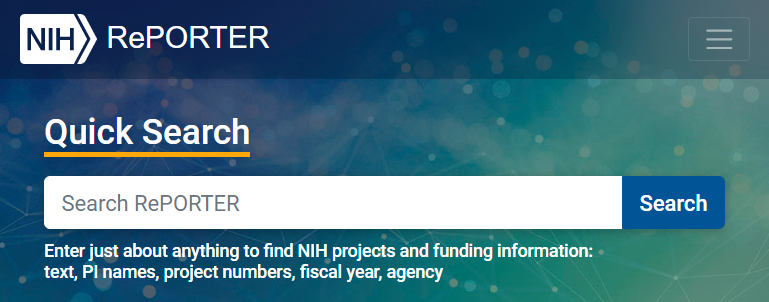 NIH RePORTER
Quick Search
Search RePORTER
Search
Enter just about anything to find NIH projects and funding information:
text, PI names, project numbers, fiscal year, agency